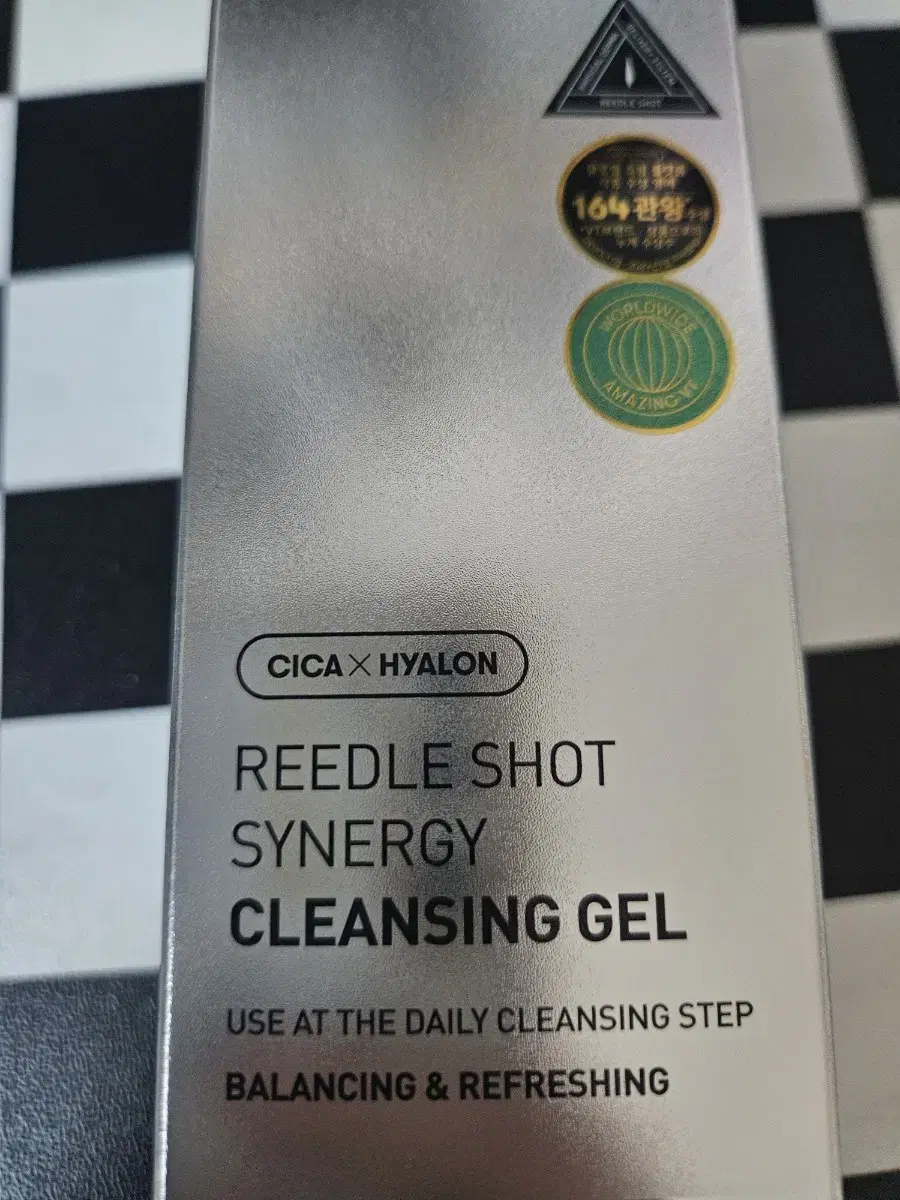 REEDLE SHOT
164관왕
WORLDWIDE
AMAZING VT
CICA X HYALON
REEDLE SHOT
SYNERGY
CLEANSING GEL
USE AT THE DAILY CLEANSING STEP
BALANCING & REFRESHING